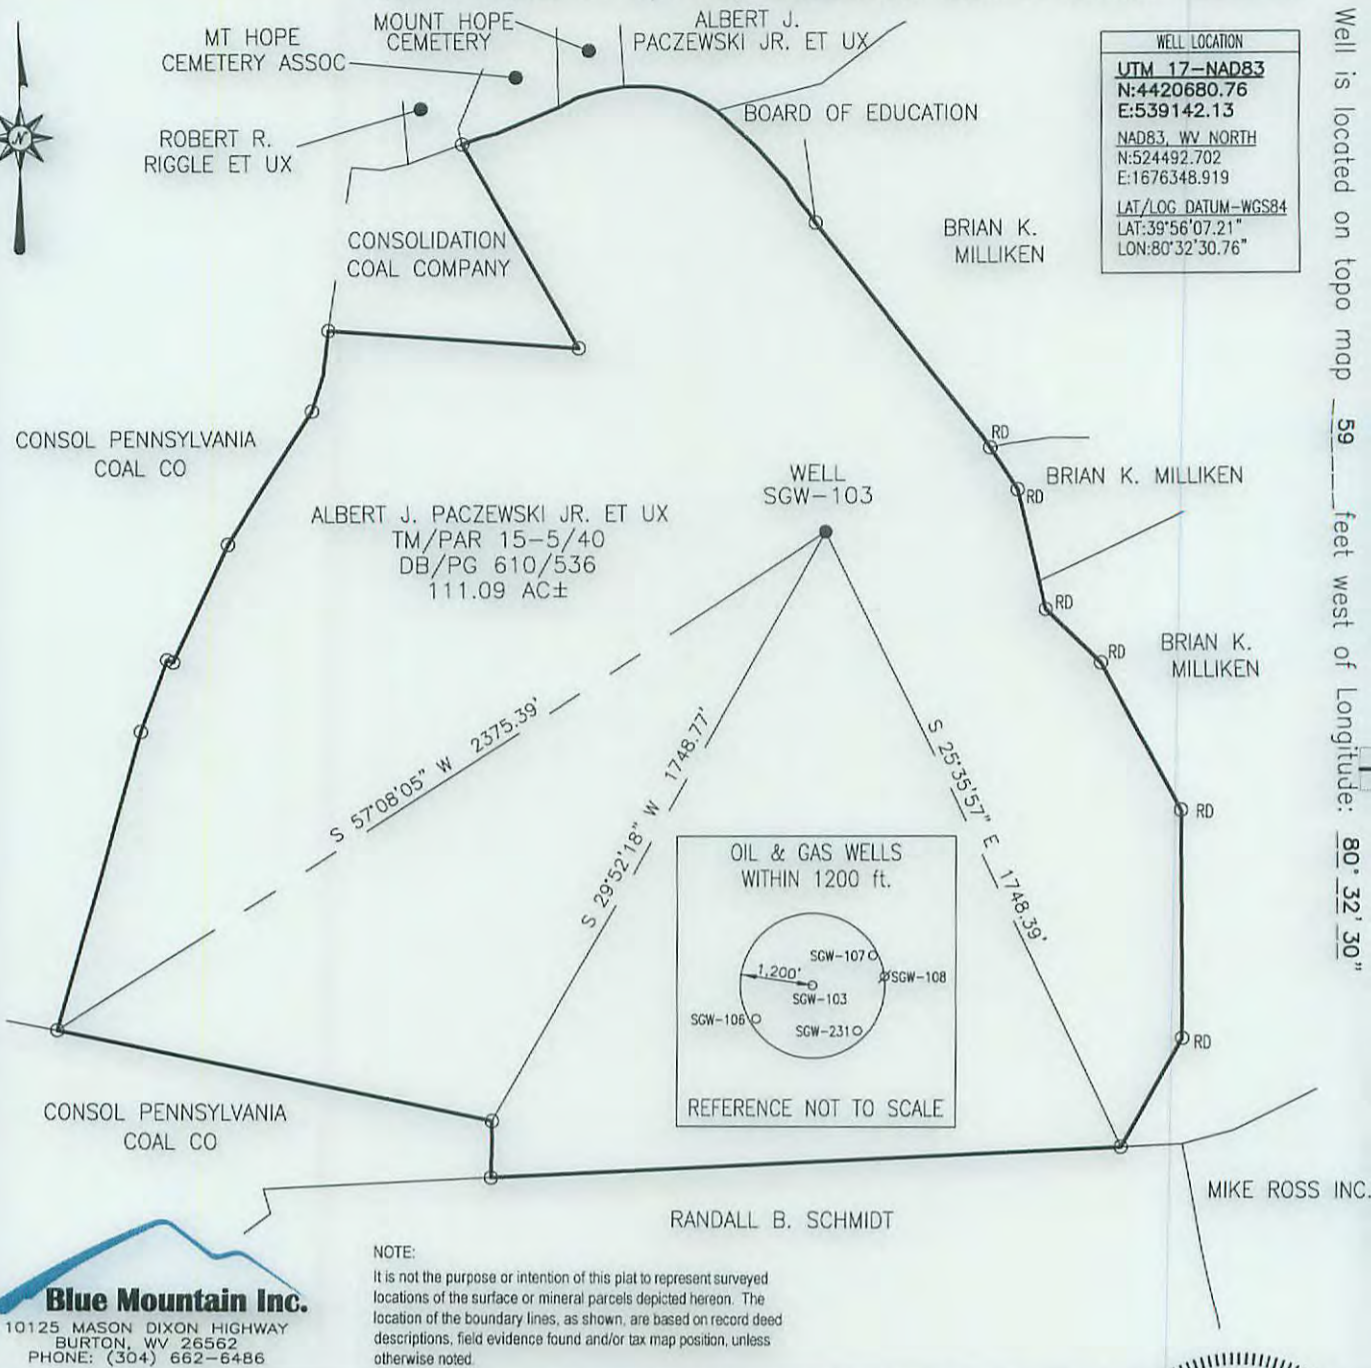 MT HOPE
CEMETERY ASSOC
MOUNT HOPE
CEMETERY
ALBERT J.
PACZEWSKI JR. ET UX
ROBERT R.
RIGGLE ET UX
BOARD OF EDUCATION
N
WELL LOCATION
UTM 17-NAD83
N:4420680.76
E:539142.13
NAD83, WV NORTH
N:524492.702
E:1676348.919
LAT/LOG DATUM-WGS84
LAT:39°56'07.21"
LON:80°32'30.76"
CONSOLIDATION
COAL COMPANY
BRIAN K.
MILLIKEN
CONSOL PENNSYLVANIA
COAL CO
WELL
SGW-103
RD
BRIAN K. MILLIKEN
RD
ALBERT J. PACZEWSKI JR. ET UX
TM/PAR 15-5/40
DB/PG 610/536
111.09 AC±
RD
RD
BRIAN K.
MILLIKEN
S 57°08'05" W 2375.39'
S 29°52'18" W 1748.77'
S 25°35'57" E 1748.39'
RD
OIL & GAS WELLS
WITHIN 1200 ft.
SGW-107
SGW-108
1,200'
SGW-103
SGW-106
SGW-231
REFERENCE NOT TO SCALE
RD
CONSOL PENNSYLVANIA
COAL CO
MIKE ROSS INC.
RANDALL B. SCHMIDT
Well is located on topo map 59 feet west of Longitude: 80° 32' 30"
Blue Mountain Inc.
10125 MASON DIXON HIGHWAY
BURTON, WV 26562
PHONE: (304) 662-6486
NOTE:
It is not the purpose or intention of this plat to represent surveyed
locations of the surface or mineral parcels depicted hereon. The
location of the boundary lines, as shown, are based on record deed
descriptions, field evidence found and/or tax map position, unless
otherwise noted.